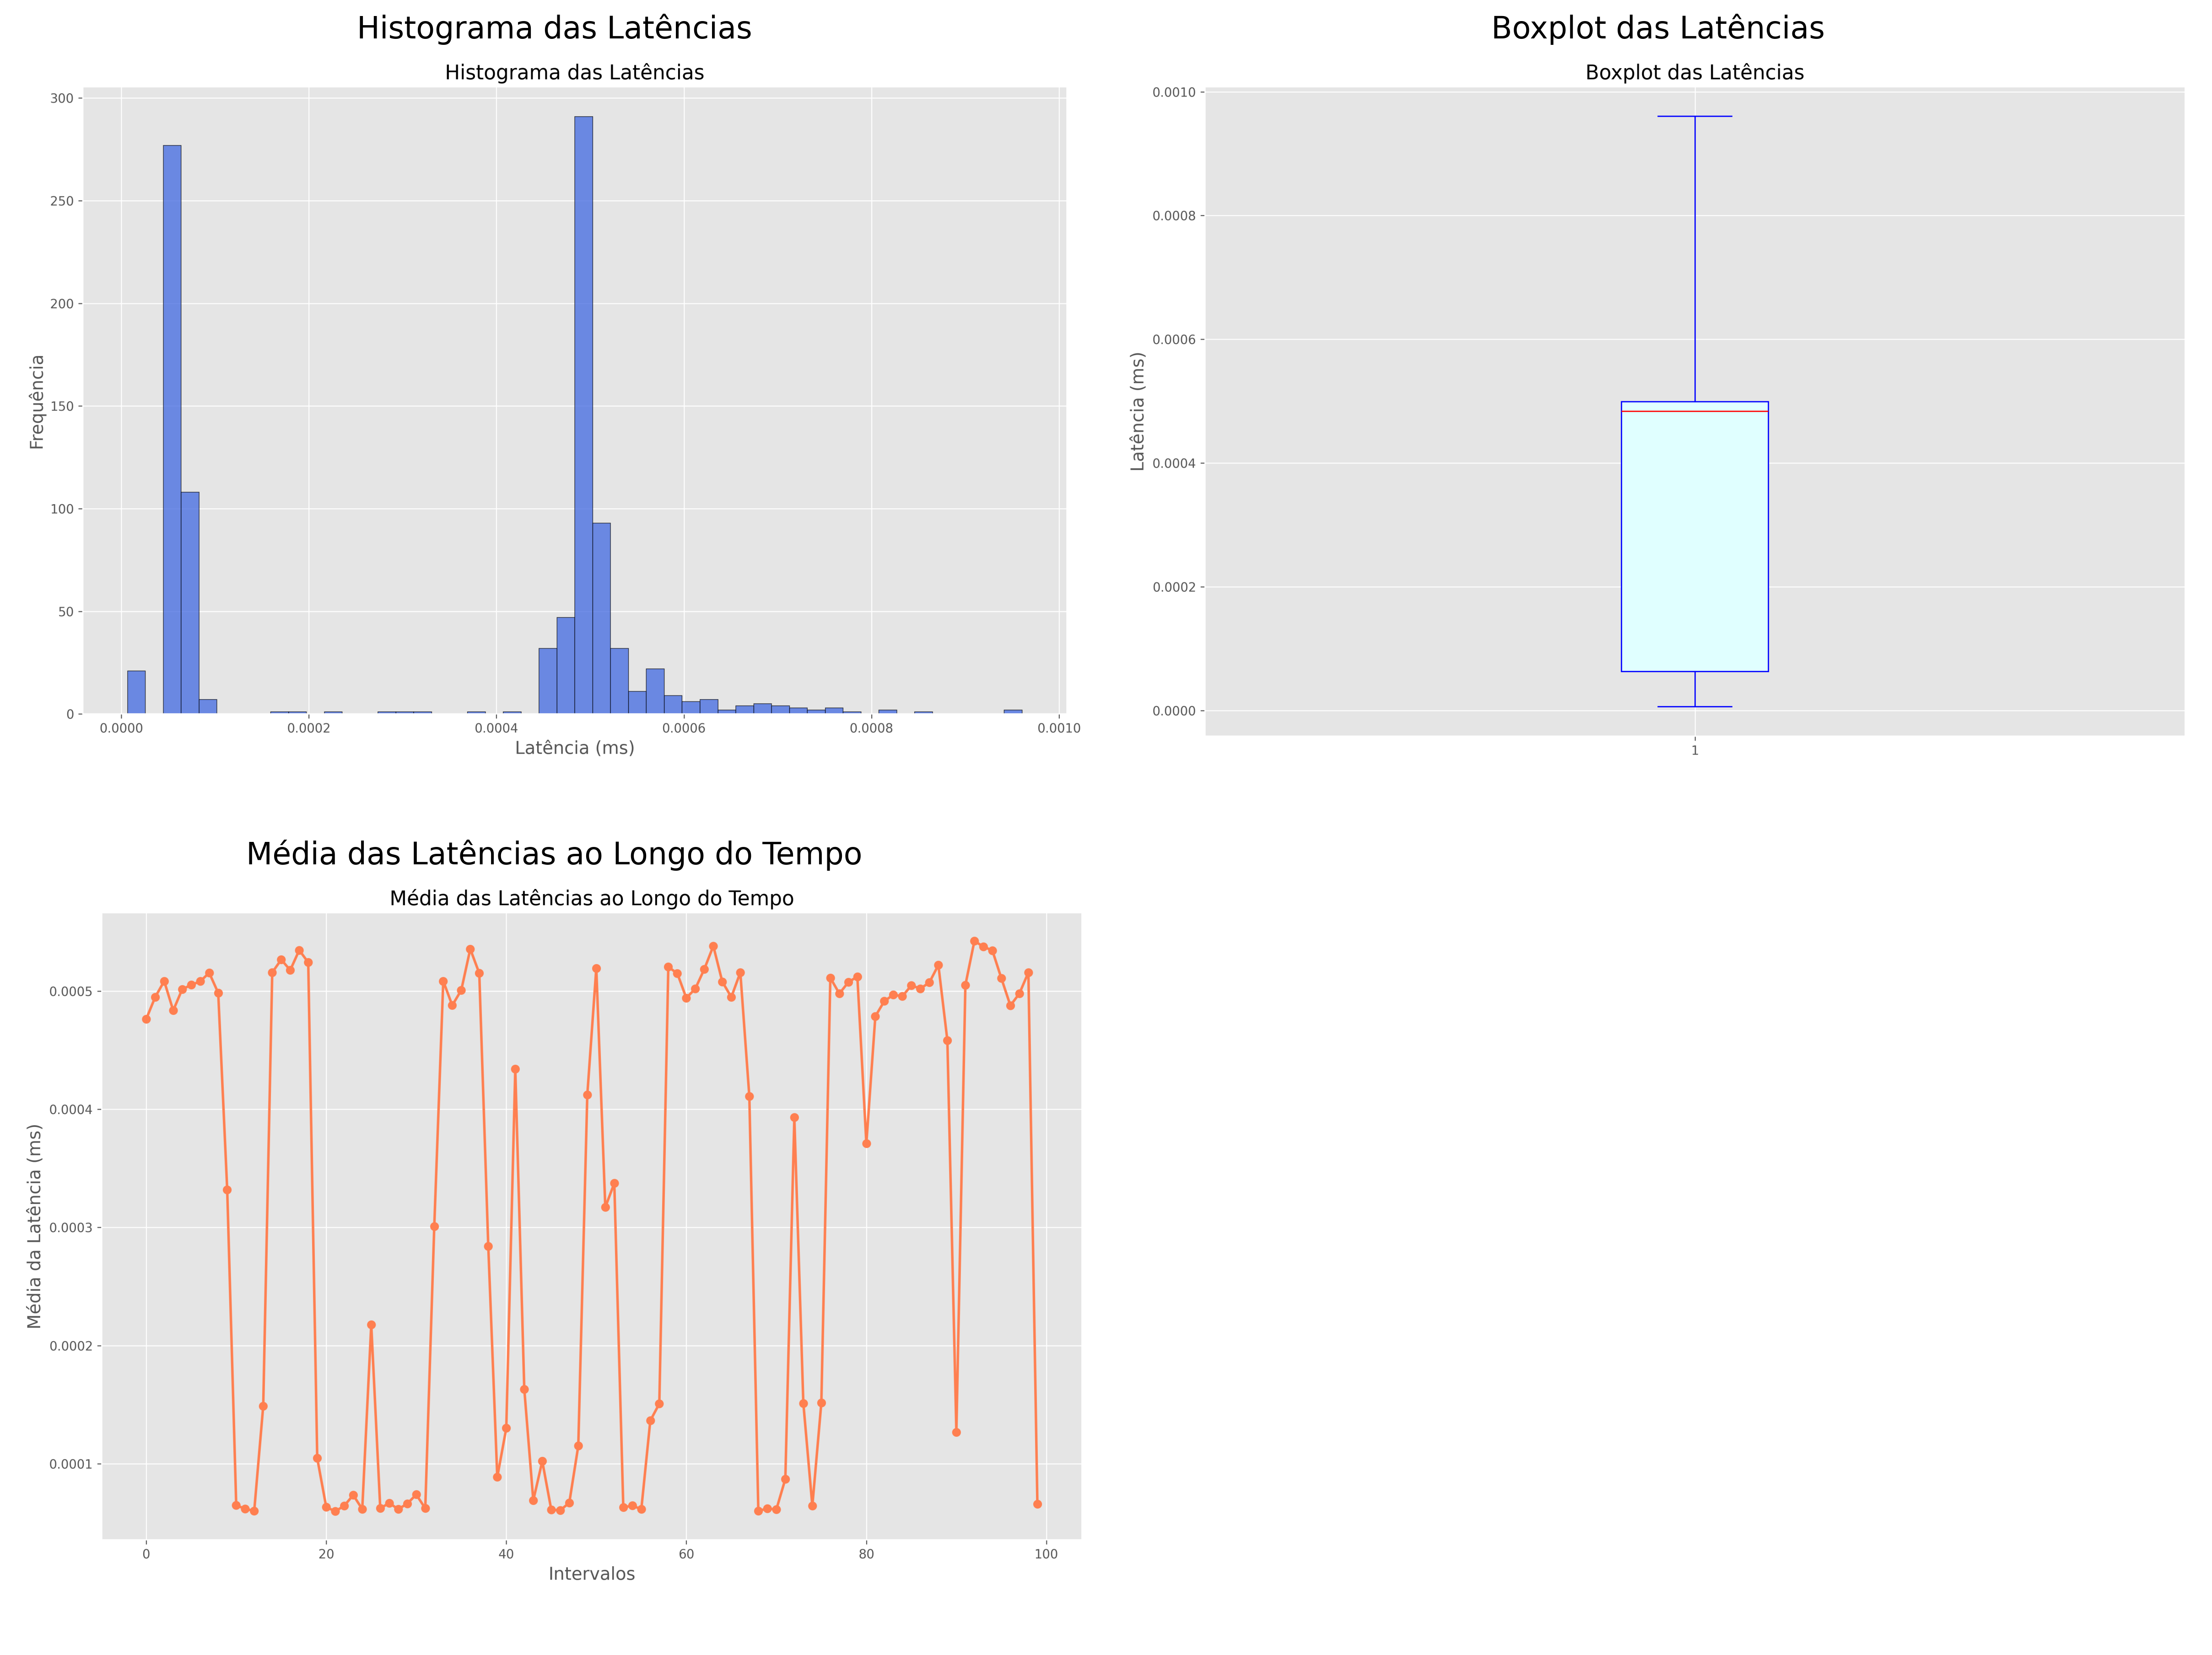 Histograma das Latências
Histograma das Latências
300
250
200
150
100
50
0
Frequência
0.0000 0.0002 0.0004 0.0006 0.0008 0.0010
Latência (ms)
Boxplot das Latências
Boxplot das Latências
0.0010
0.0008
0.0006
0.0004
0.0002
0.0000
Latência (ms)
1
Média das Latências ao Longo do Tempo
Média das Latências ao Longo do Tempo
0.0005
0.0004
0.0003
0.0002
0.0001
Média da Latência (ms)
0 20 40 60 80 100
Intervalos